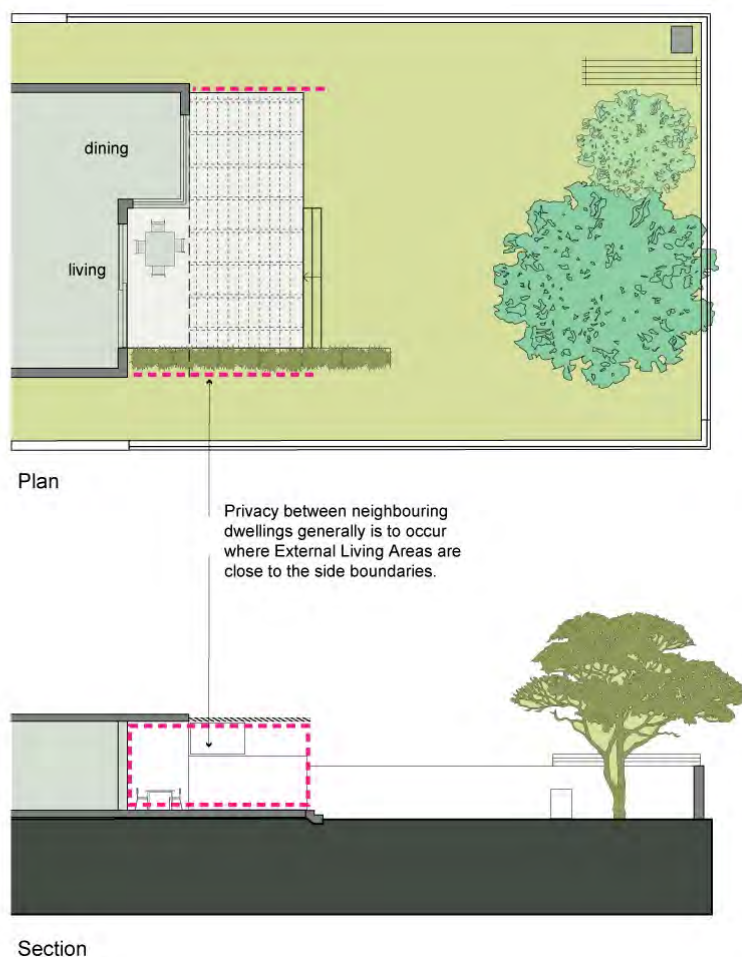 dining
living
Plan
Privacy between neighbouring
dwellings generally is to occur
where External Living Areas are
close to the side boundaries.
Section